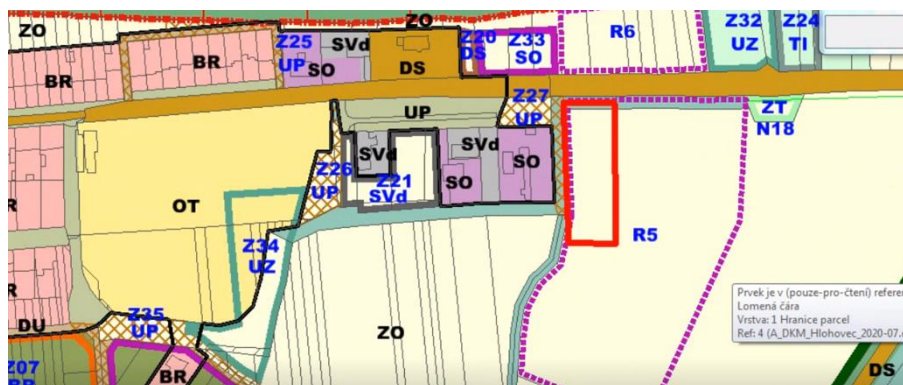 ZO
ZO
Z20
DS
Z33
SO
R6
Z32
UZ
Z24
TI
BR
BR
Z25
UP
SVd
SO
DS
Z27
UP
UP
ZT
N18
SVd
SVd
SO
SO
Z26
UP
Z21
SVd
OT
R5
Z34
UZ
ZO
DU
Z35
UP
BR
Z07
BR
DS
Prvek je v (pouze-pro-čtení) refere
Lomená čára
Vrstva: 1 Hranice parcel
Ref: 4 (A_DKM_Hlohovec_2020-07.